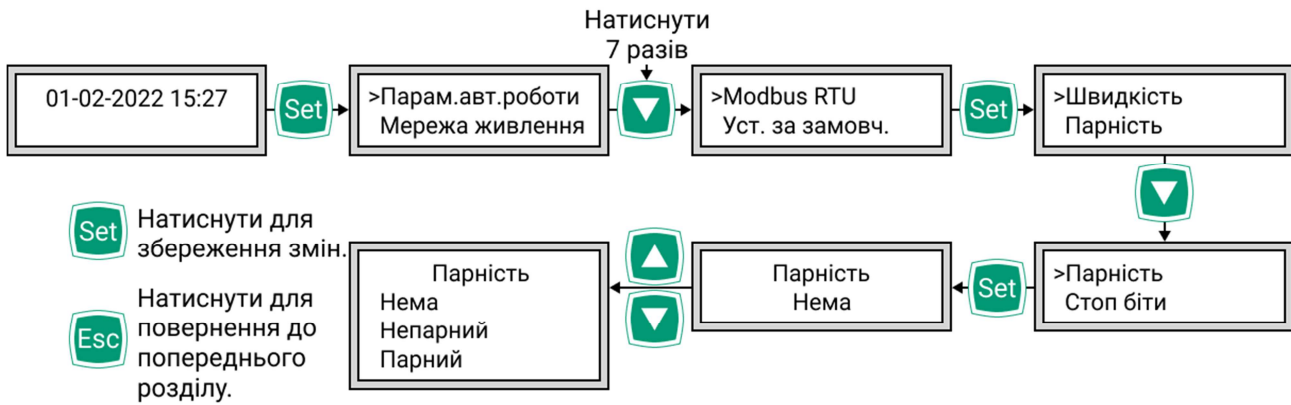 Натиснути
7 разів
01-02-2022 15:27
Set
>Парам.авт.роботи
Мережа живлення
>Modbus RTU
Уст. за замовч.
Set
>Швидкість
Парність
Set
Натиснути для
збереження змін.
Esc
Натиснути для
повернення до
попереднього
розділу.
Парність
Нема
Непарний
Парний
Парність
Нема
Set
>Парність
Стоп біти